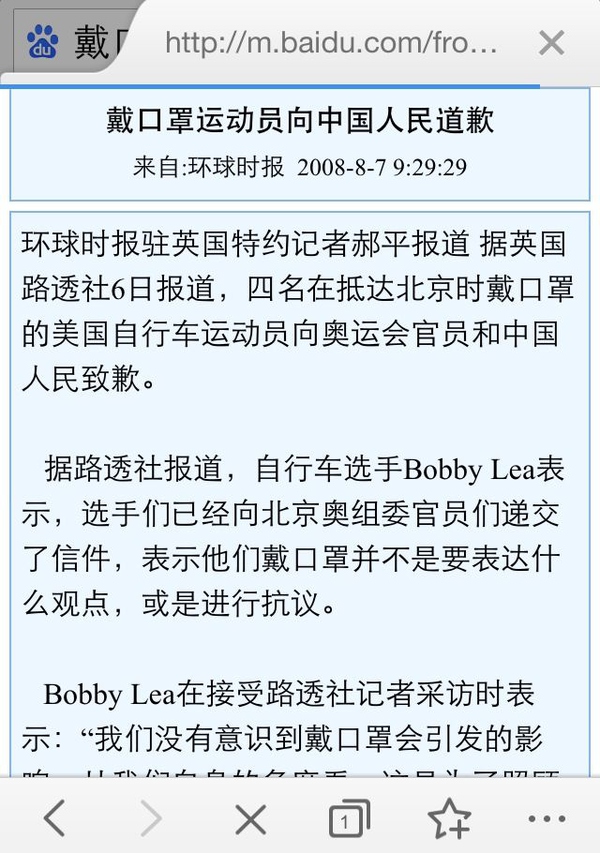 du 戴口
http://m.baidu.com/fro...
戴口罩运动员向中国人民道歉
来自:环球时报 2008-8-7 9:29:29
环球时报驻英国特约记者郝平报道 据英国
路透社6日报道，四名在抵达北京时戴口罩
的美国自行车运动员向奥运会官员和中国
人民致歉。
据路透社报道，自行车选手Bobby Lea表
示，选手们已经向北京奥组委官员们递交
了信件，表示他们戴口罩并不是要表达什
么观点，或是进行抗议。
Bobby Lea在接受路透社记者采访时表
示：“我们没有意识到戴口罩会引发的影
1